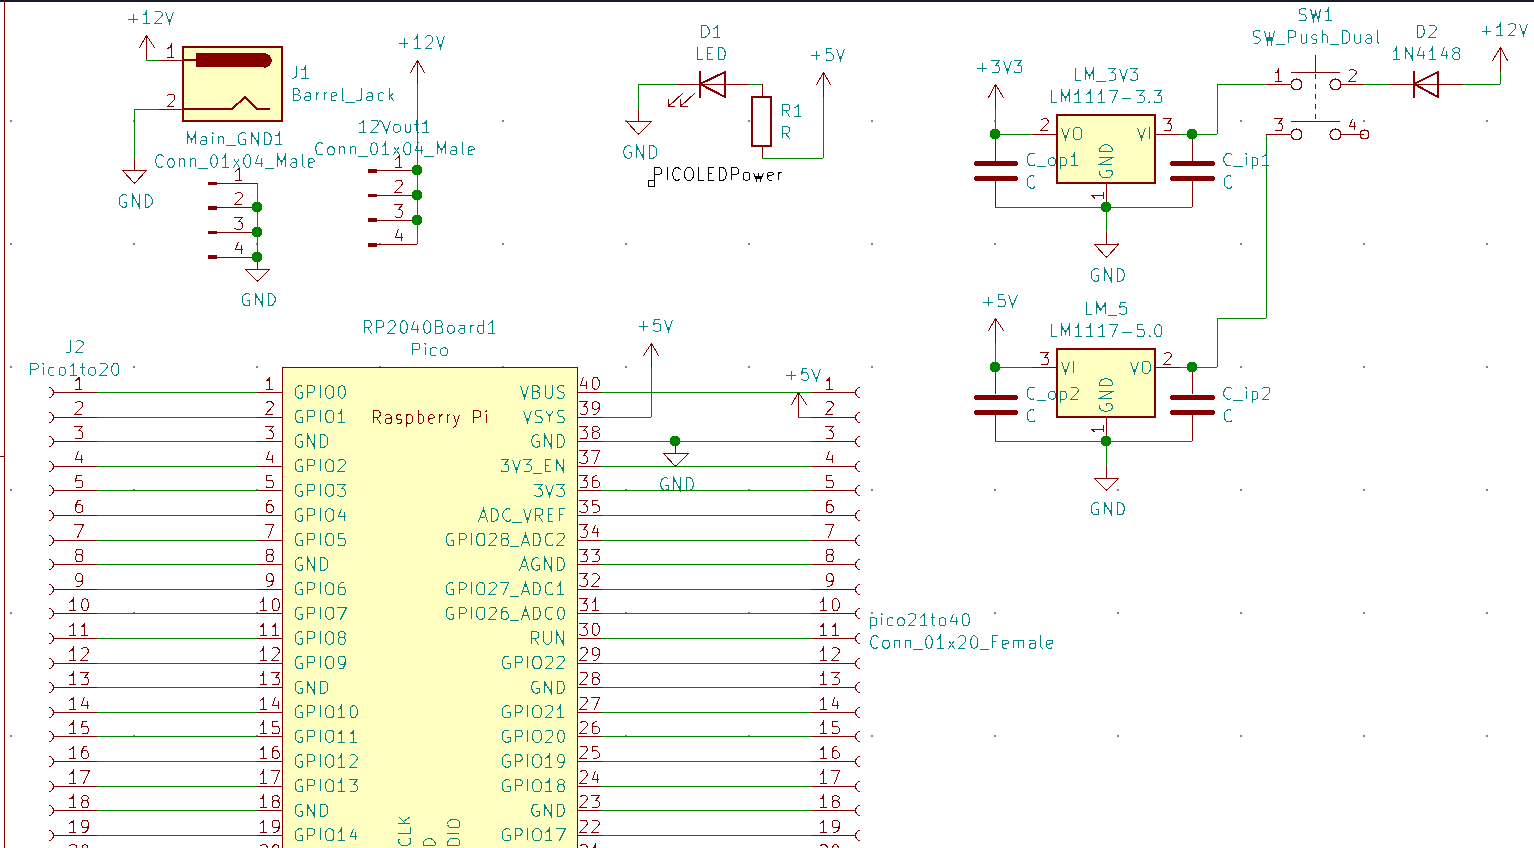 +12V
1
2
J1
Barrel_Jack
GND
Main_GND1
Conn_01x04_Male
1
2
3
4
GND
+12V
12Vout1
Conn_01x04_Male
1
2
3
4
D1
LED
+5V
R1
R
GND
PICOLEDPower
+3V3
LM_3V3
LM1117-3.3
2 VO VI 3
GND
1
C_op1
C
C_ip1
C
GND
SW1
SW_Push_Dual
1 2
3 4
D2
1N4148
+12V
+5V
LM_5
LM1117-5.0
3 VI VO 2
GND
1
C_op2
C
C_ip2
C
GND
RP2040Board1
Pico
+5V
J2
Pico1to20
+5V
Raspberry Pi
GND
1 1 GPIO0 VBUS 40 1
2 2 GPIO1 VSYS 39 2
3 3 GND GND 38 3
4 4 GPIO2 3V3_EN 37 4
5 5 GPIO3 3V3 36 5
6 6 GPIO4 ADC_VREF 35 6
7 7 GPIO5 GPIO28_ADC2 34 7
8 8 GND AGND 33 8
9 9 GPIO6 GPIO27_ADC1 32 9
10 10 GPIO7 GPIO26_ADC0 31 10
11 11 GPIO8 RUN 30 11
12 12 GPIO9 GPIO22 29 12
13 13 GND GND 28 13
14 14 GPIO10 GPIO21 27 14
15 15 GPIO11 GPIO20 26 15
16 16 GPIO12 GPIO19 25 16
17 17 GPIO13 GPIO18 24 17
18 18 GND GND 23 18
19 19 GPIO14 GPIO17 22 19
CLK
D
DIO
pico21to40
Conn_01x20_Female